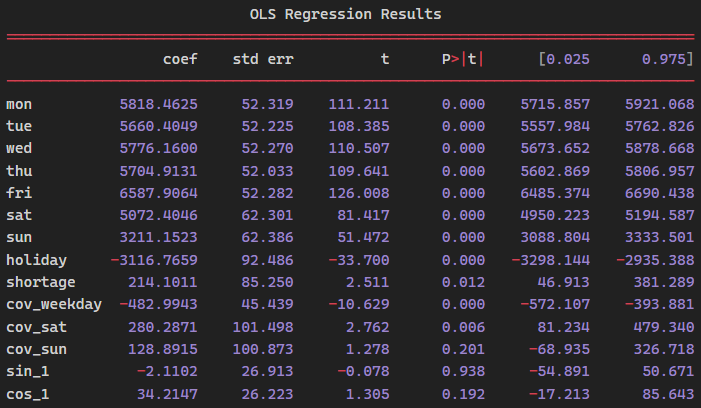 OLS Regression Results
coef std err t P>|t| [0.025 0.975]
mon 5818.4625 52.319 111.211 0.000 5715.857 5921.068
tue 5660.4049 52.225 108.385 0.000 5557.984 5762.826
wed 5776.1600 52.270 110.507 0.000 5673.652 5878.668
thu 5704.9131 52.033 109.641 0.000 5602.869 5806.957
fri 6587.9064 52.282 126.008 0.000 6485.374 6690.438
sat 5072.4046 62.301 81.417 0.000 4950.223 5194.587
sun 3211.1523 62.386 51.472 0.000 3088.804 3333.501
holiday -3116.7659 92.486 -33.700 0.000 -3298.144 -2935.388
shortage 214.1011 85.250 2.511 0.012 46.913 381.289
cov_weekday -482.9943 45.439 -10.629 0.000 -572.107 -393.881
cov_sat 280.2871 101.498 2.762 0.006 81.234 479.340
cov_sun 128.8915 100.873 1.278 0.201 -68.935 326.718
sin_1 -2.1102 26.913 -0.078 0.938 -54.891 50.671
cos_1 34.2147 26.223 1.305 0.192 -17.213 85.643